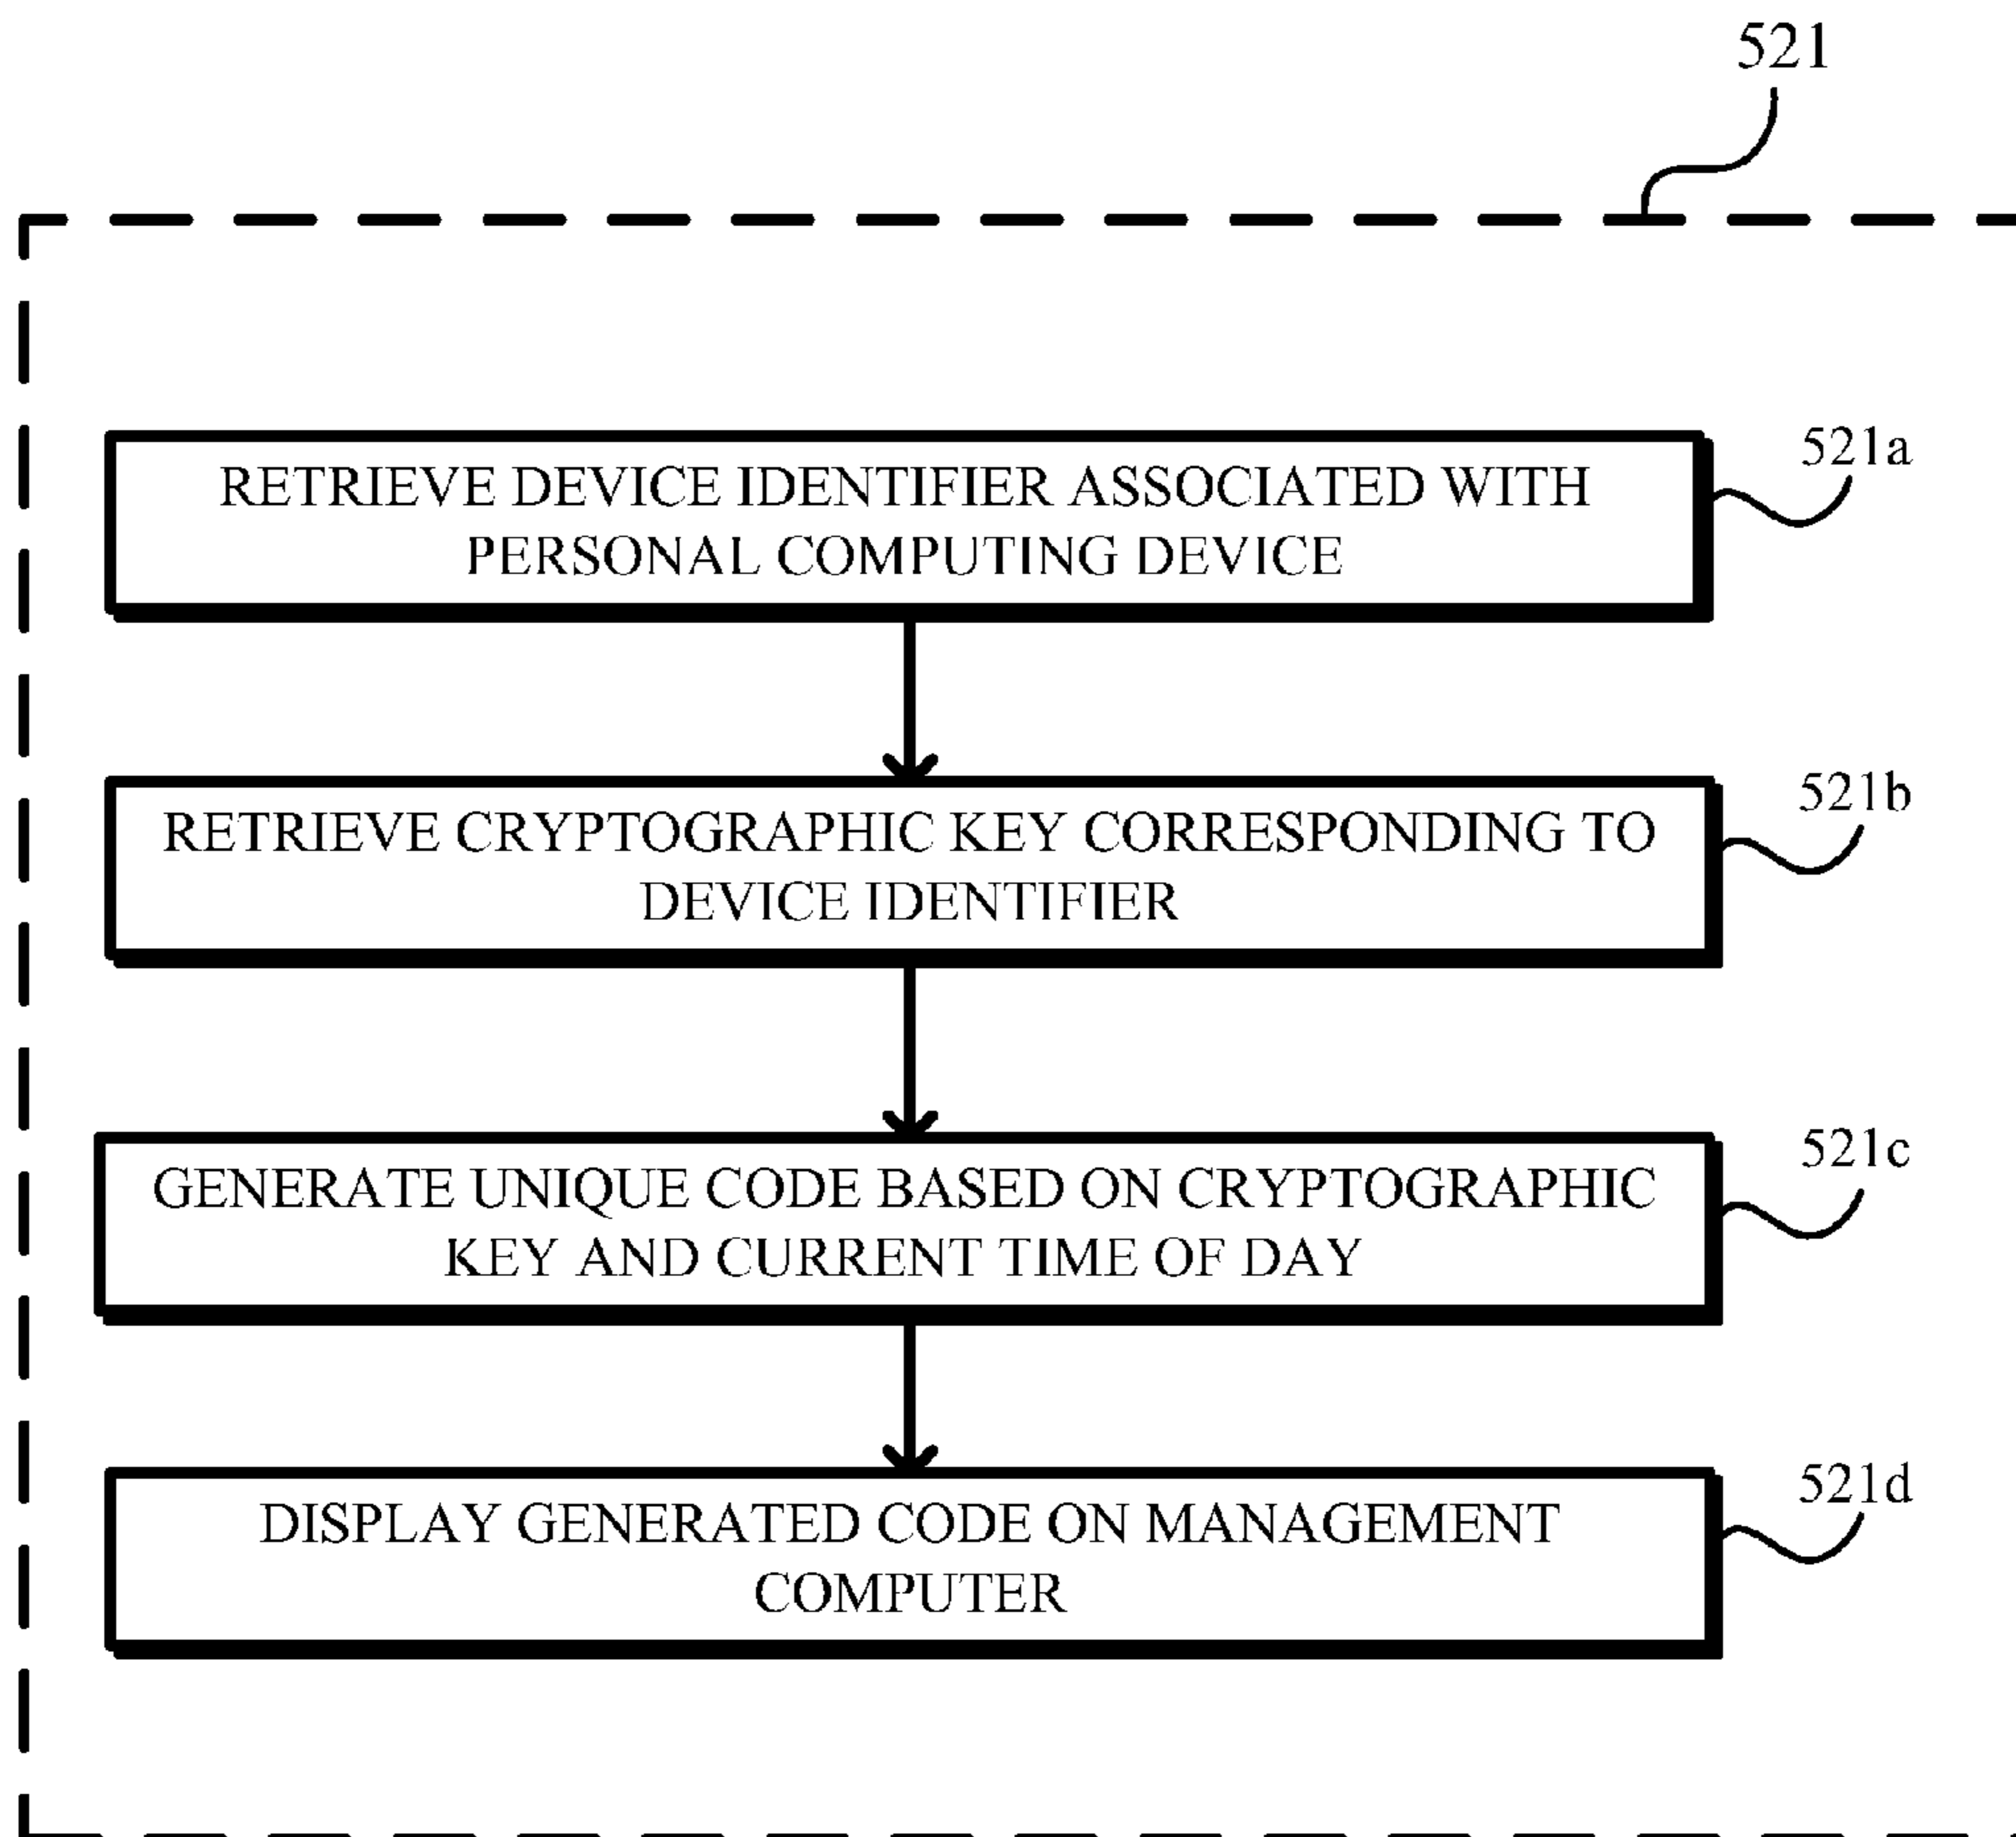 521
521a
RETRIEVE DEVICE IDENTIFIER ASSOCIATED WITH
PERSONAL COMPUTING DEVICE
521b
RETRIEVE CRYPTOGRAPHIC KEY CORRESPONDING TO
DEVICE IDENTIFIER
521c
GENERATE UNIQUE CODE BASED ON CRYPTOGRAPHIC
KEY AND CURRENT TIME OF DAY
521d
DISPLAY GENERATED CODE ON MANAGEMENT
COMPUTER